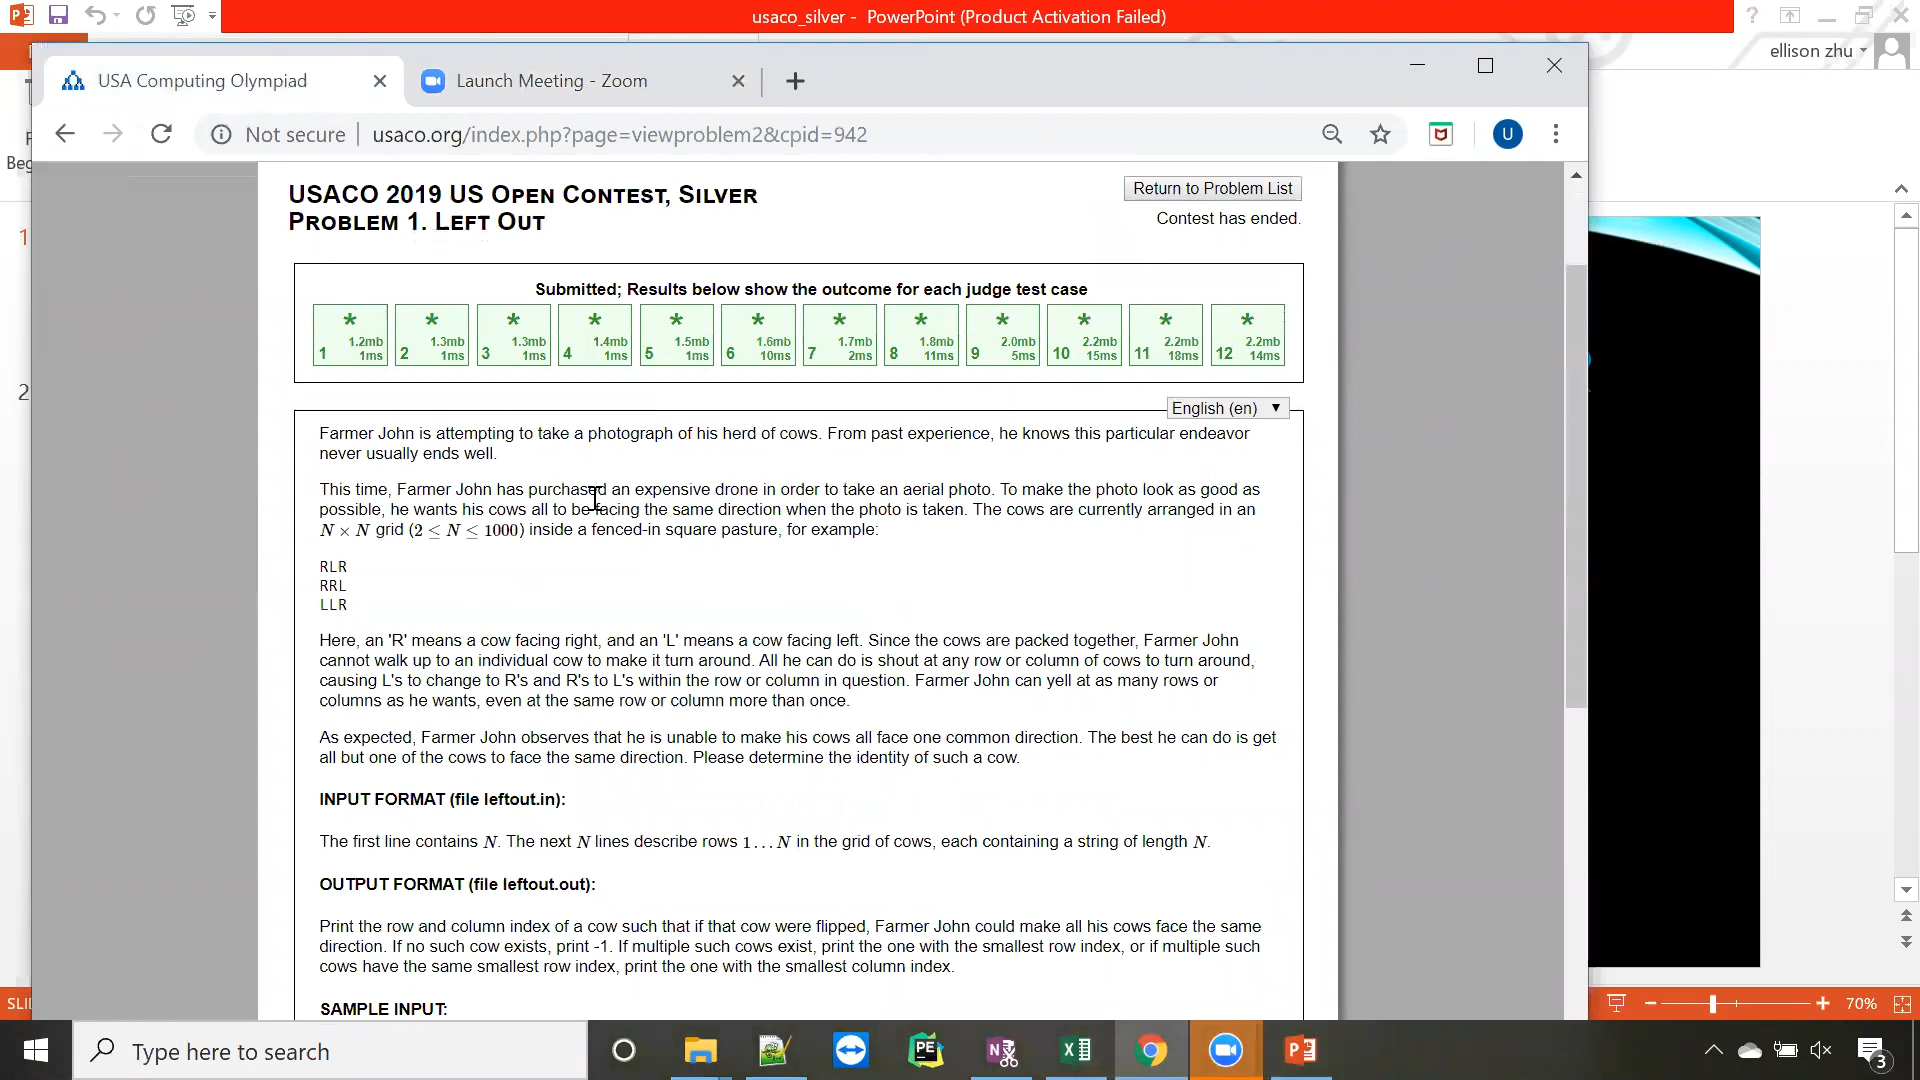 usaco_silver - PowerPoint (Product Activation Failed)
ellison zhu
USA Computing Olympiad
Launch Meeting - Zoom
Not secure
usaco.org/index.php?page=viewproblem2&cpid=942
U
Beg
1
2
USACO 2019 US Open Contest, Silver
Problem 1. Left Out
Return to Problem List
Contest has ended.
Submitted; Results below show the outcome for each judge test case
* 1 1.2mb 1ms
* 2 1.3mb 1ms
* 3 1.3mb 1ms
* 4 1.4mb 1ms
* 5 1.5mb 1ms
* 6 1.6mb 10ms
* 7 1.7mb 2ms
* 8 1.8mb 11ms
* 9 2.0mb 5ms
* 10 2.2mb 15ms
* 11 2.2mb 18ms
* 12 2.2mb 14ms
English (en)
Farmer John is attempting to take a photograph of his herd of cows. From past experience, he knows this particular endeavor
never usually ends well.
This time, Farmer John has purchased an expensive drone in order to take an aerial photo. To make the photo look as good as
possible, he wants his cows all to be facing the same direction when the photo is taken. The cows are currently arranged in an
N × N grid (2 ≤ N ≤ 1000) inside a fenced-in square pasture, for example:
RLR
RRL
LLR
Here, an 'R' means a cow facing right, and an 'L' means a cow facing left. Since the cows are packed together, Farmer John
cannot walk up to an individual cow to make it turn around. All he can do is shout at any row or column of cows to turn around,
causing L's to change to R's and R's to L's within the row or column in question. Farmer John can yell at as many rows or
columns as he wants, even at the same row or column more than once.
As expected, Farmer John observes that he is unable to make his cows all face one common direction. The best he can do is get
all but one of the cows to face the same direction. Please determine the identity of such a cow.
INPUT FORMAT (file leftout.in):
The first line contains N. The next N lines describe rows 1…N in the grid of cows, each containing a string of length N.
OUTPUT FORMAT (file leftout.out):
Print the row and column index of a cow such that if that cow were flipped, Farmer John could make all his cows face the same
direction. If no such cow exists, print -1. If multiple such cows exist, print the one with the smallest row index, or if multiple such
cows have the same smallest row index, print the one with the smallest column index.
SAMPLE INPUT:
SLI
70%
Type here to search
3